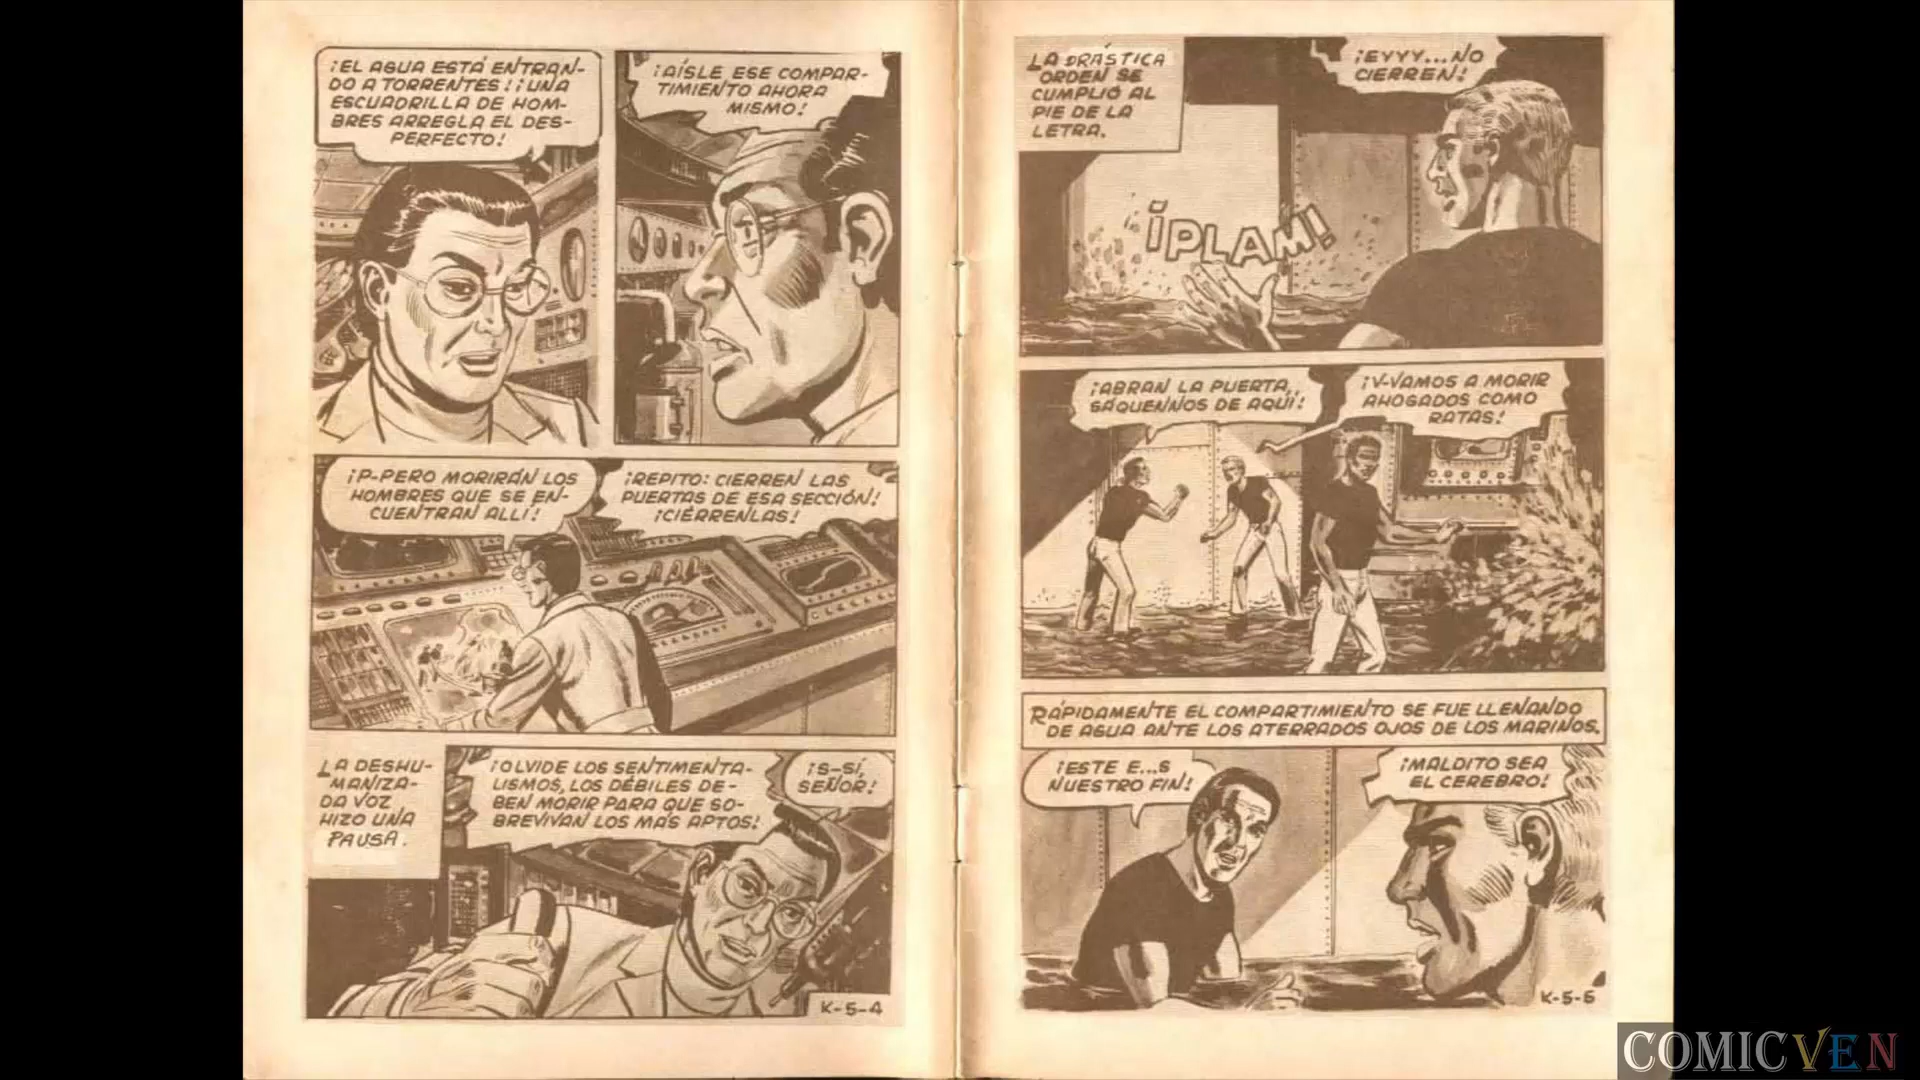 ¡EL AGUA ESTÁ ENTRAN-
DO A TORRENTES! ¡UNA
ESCUADRILLA DE HOM-
BRES ARREGLA EL DES-
PERFECTO!
¡AÍSLE ESE COMPAR-
TIMIENTO AHORA
MISMO!
¡P-PERO MORIRÁN LOS
HOMBRES QUE SE EN-
CUENTRAN ALLÍ!
¡REPITO: CIERREN LAS
PUERTAS DE ESA SECCIÓN!
¡CIÉRRENLAS!
LA DESHU-
MANIZA-
DA VOZ
HIZO UNA
PAUSA.
¡OLVIDE LOS SENTIMENTA-
LISMOS, LOS DÉBILES DE-
BEN MORIR PARA QUE SO-
BREVIVAN LOS MÁS APTOS!
¡S-SÍ,
SEÑOR!
K-5-4
LA DRÁSTICA
ORDEN SE
CUMPLIÓ AL
PIE DE LA
LETRA.
¡EYYY...NO
CIERREN!
¡PLAM!
¡ABRAN LA PUERTA,
SÁQUENNOS DE AQUÍ!
¡V-VAMOS A MORIR
AHOGADOS COMO
RATAS!
RÁPIDAMENTE EL COMPARTIMIENTO SE FUE LLENANDO
DE AGUA ANTE LOS ATERRADOS OJOS DE LOS MARINOS.
¡ESTE E...S
NUESTRO FIN!
¡MALDITO SEA
EL CEREBRO!
K-5-5
COMICVEN